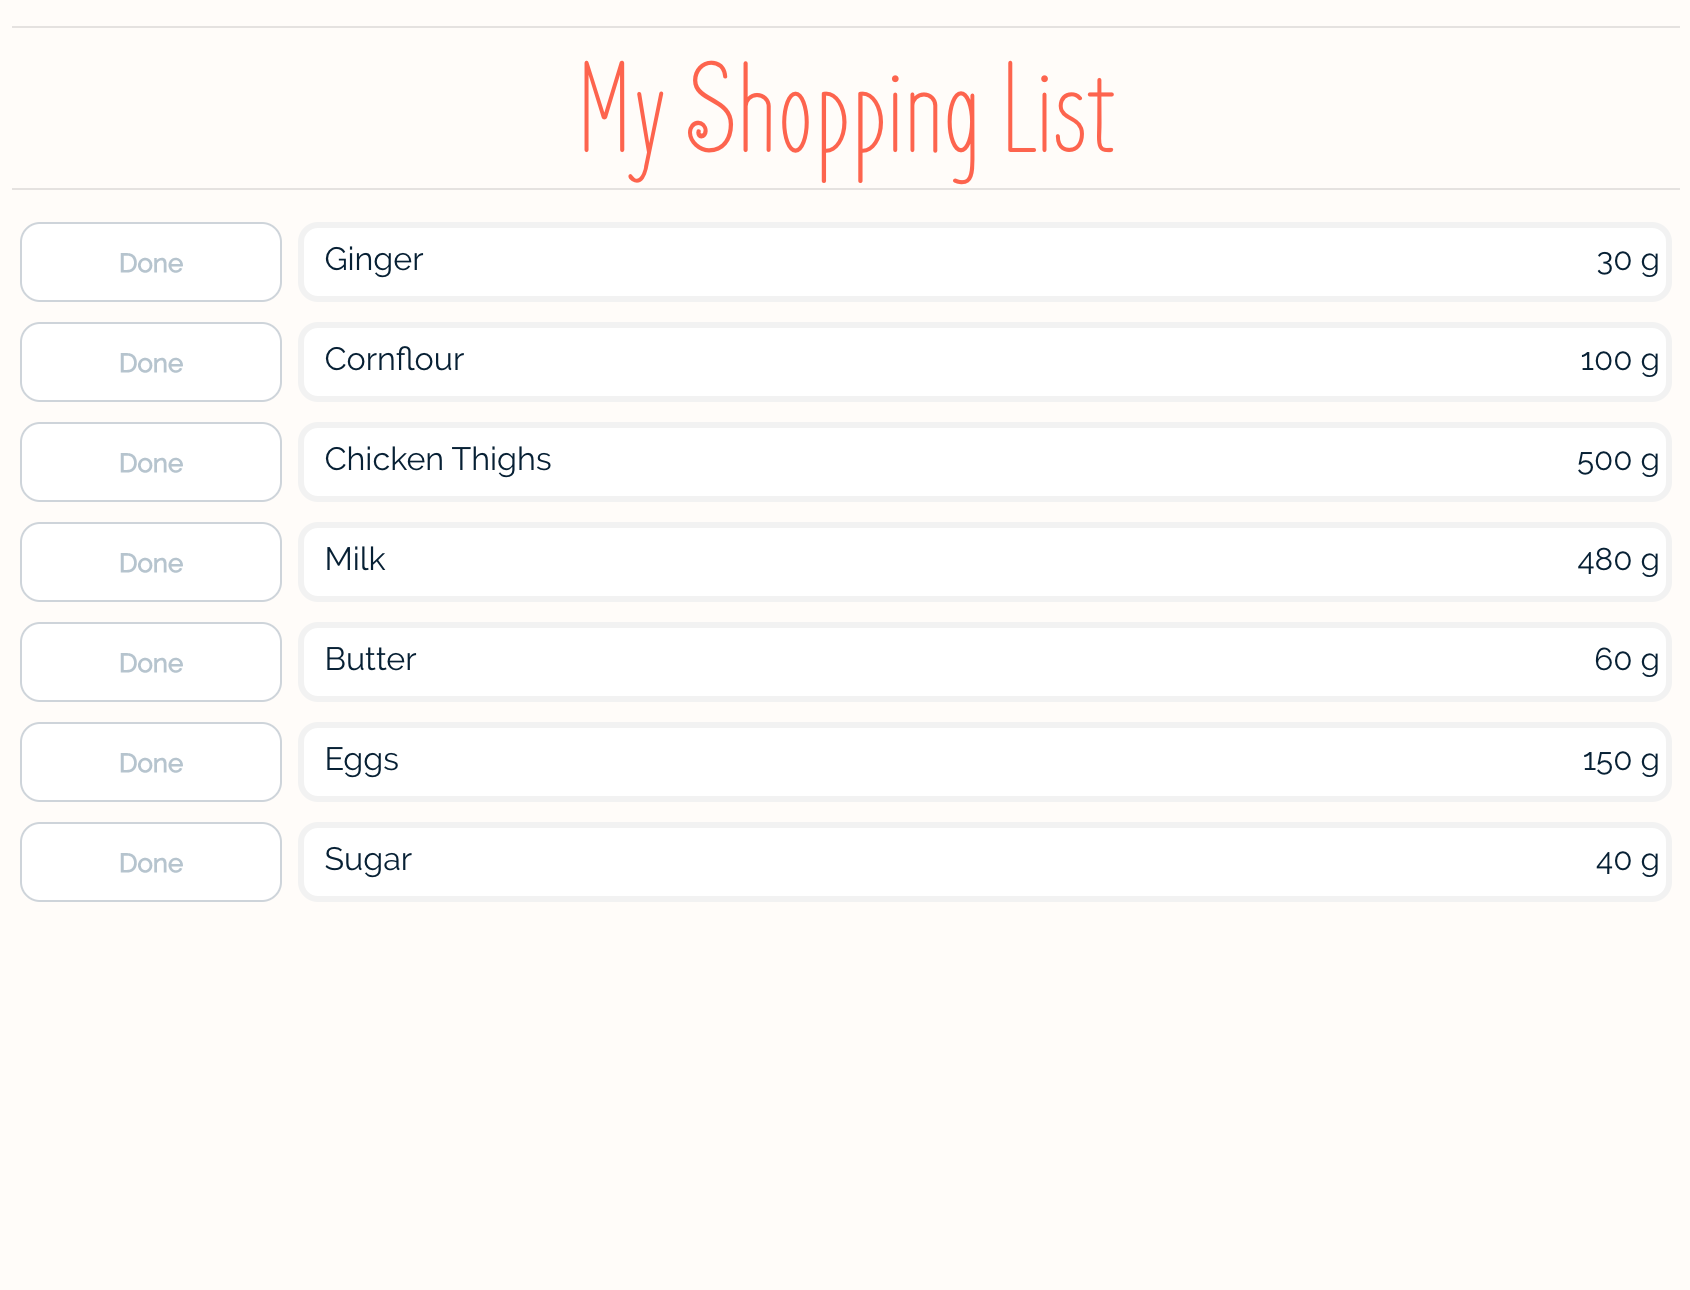 My Shopping List
Done Ginger 30 g
Done Cornflour 100 g
Done Chicken Thighs 500 g
Done Milk 480 g
Done Butter 60 g
Done Eggs 150 g
Done Sugar 40 g